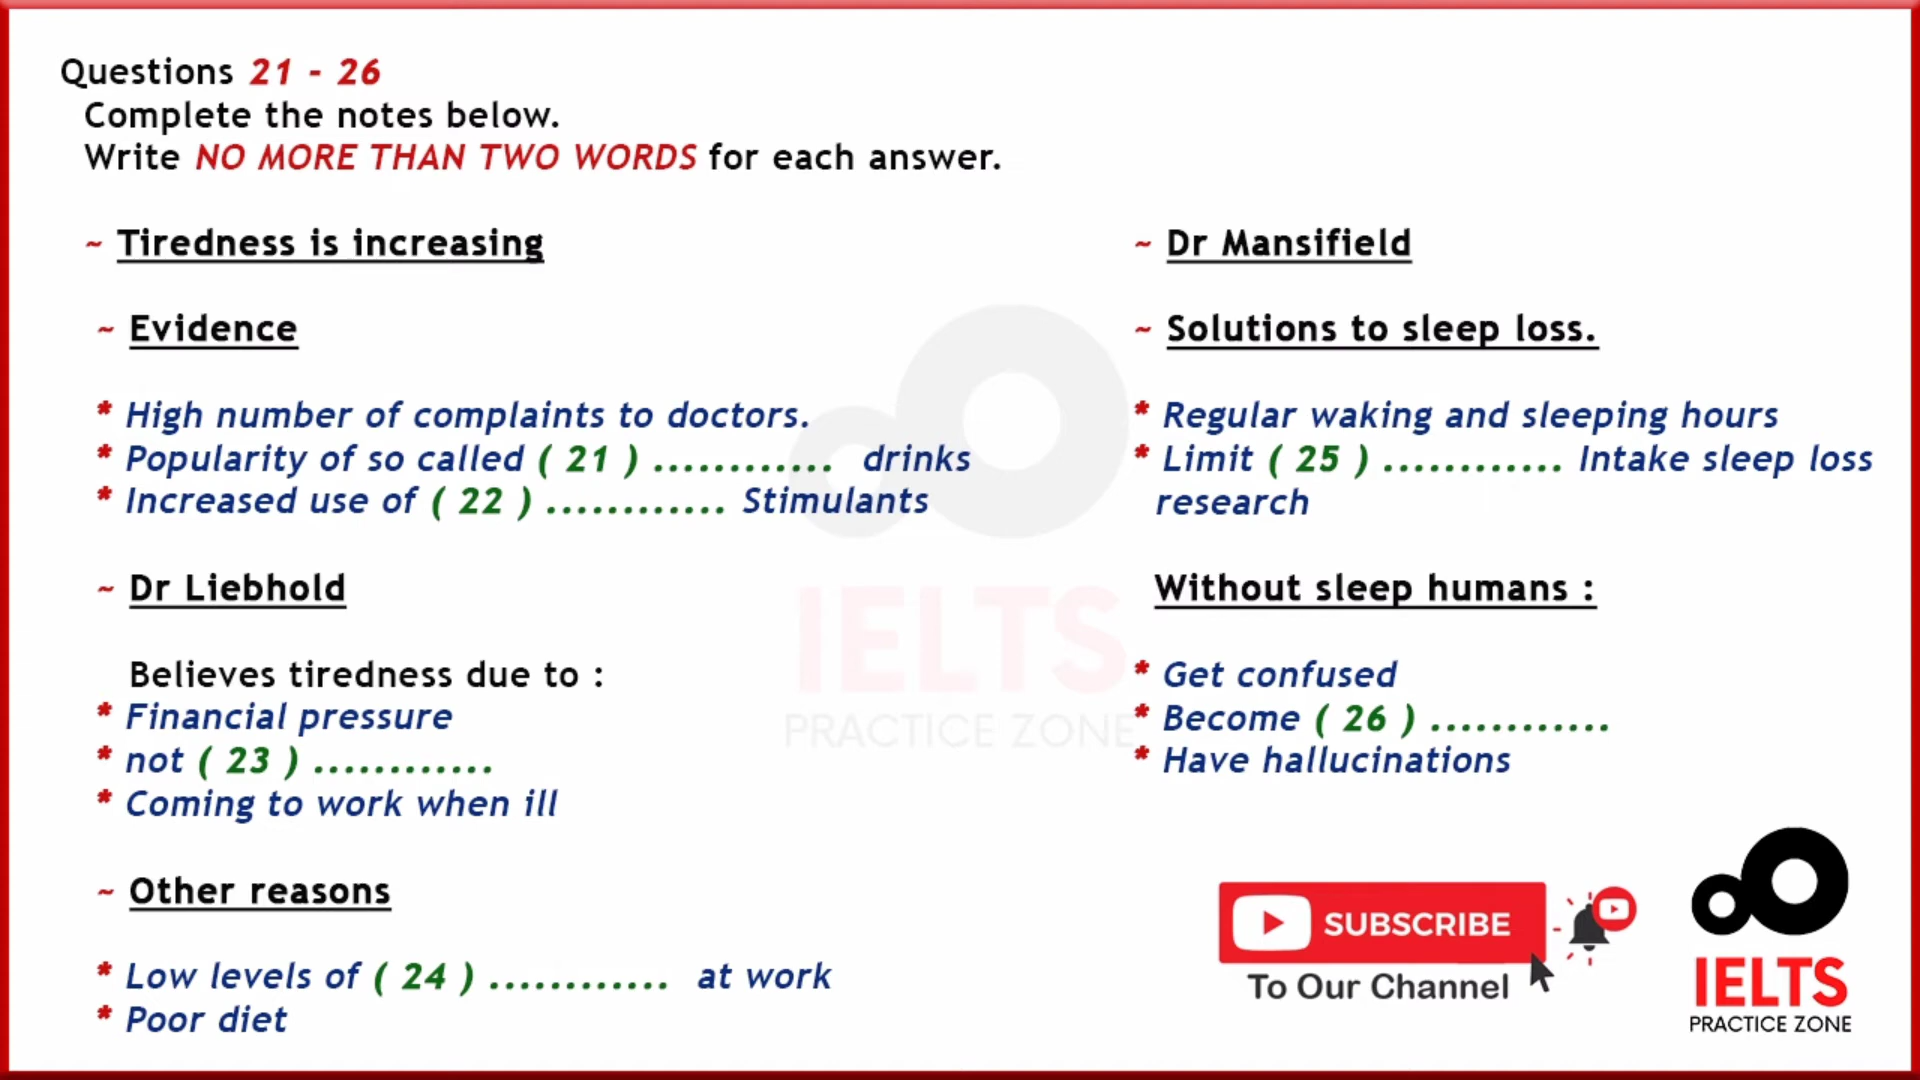 Questions 21 - 26
Complete the notes below.
Write NO MORE THAN TWO WORDS for each answer.
~ Tiredness is increasing
~ Evidence
* High number of complaints to doctors.
* Popularity of so called ( 21 ) ............ drinks
* Increased use of ( 22 ) ............ Stimulants
~ Dr Liebhold
Believes tiredness due to :
* Financial pressure
* not ( 23 ) ............
* Coming to work when ill
~ Other reasons
* Low levels of ( 24 ) ............ at work
* Poor diet
~ Dr Mansifield
~ Solutions to sleep loss.
* Regular waking and sleeping hours
* Limit ( 25 ) ............ Intake sleep loss
research
Without sleep humans :
* Get confused
* Become ( 26 ) ............
* Have hallucinations
IELTS
PRACTICE ZONE
SUBSCRIBE
To Our Channel
IELTS
PRACTICE ZONE